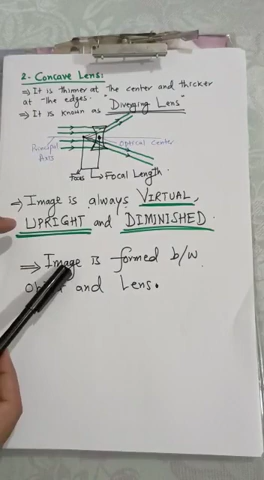 2. Concave Lens:
⇒ It is thinner at The center and thicker
at The edges.
⇒ It is known as "Diverging Lens"
Principal
Axis
Optical Center
Focus
Focal Length.
⇒ Image is always VIRTUAL,
UPRIGHT and DIMINISHED.
⇒ Image is formed b/w
Object and Lens.